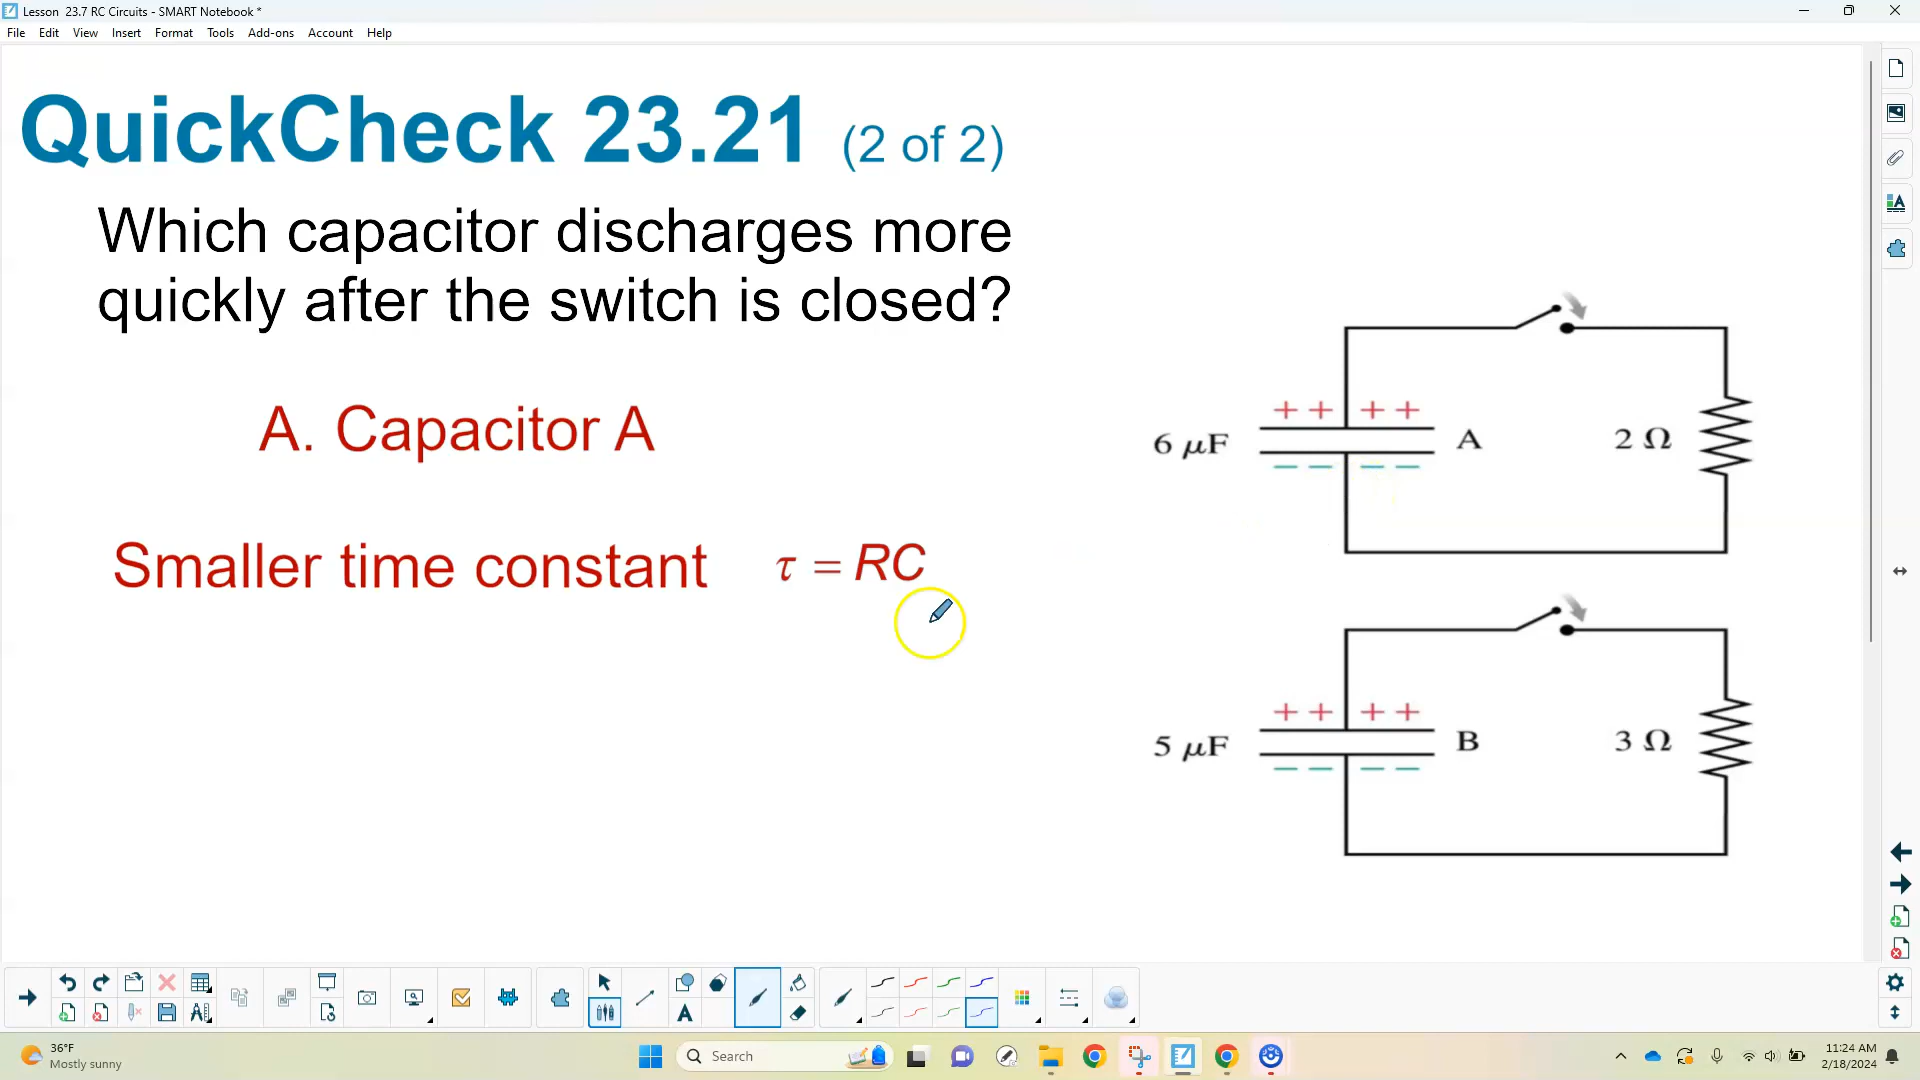 Lesson 23.7 RC Circuits - SMART Notebook *
File Edit View Insert Format Tools Add-ons Account Help
QuickCheck 23.21 (2 of 2)
Which capacitor discharges more
quickly after the switch is closed?
A. Capacitor A
Smaller time constant τ = RC
+ + + +
6 μF A 2 Ω
− − − −
+ + + +
5 μF B 3 Ω
− − − −
36°F
Mostly sunny
Search
11:24 AM
2/18/2024